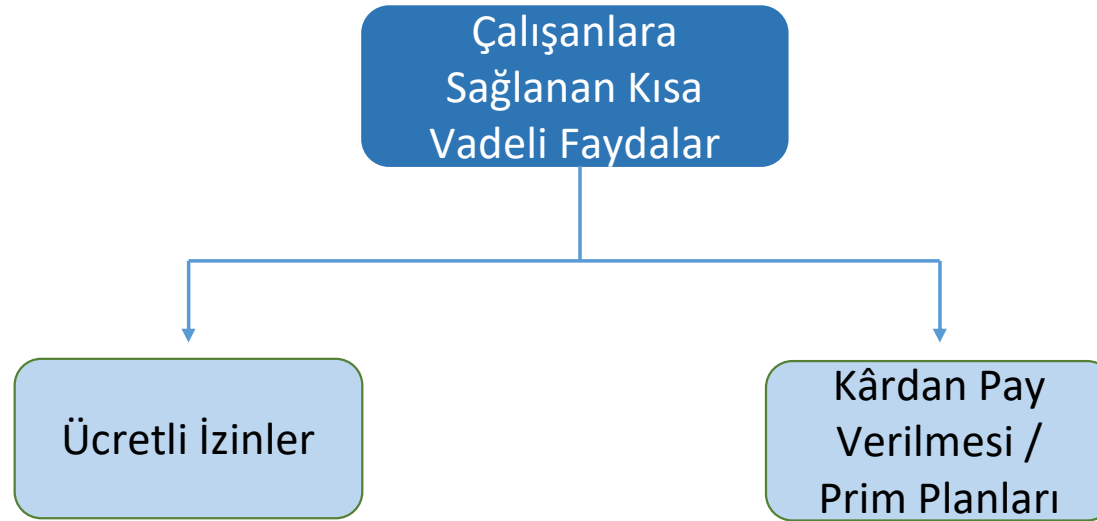 Çalışanlara
Sağlanan Kısa
Vadeli Faydalar
Ücretli İzinler
Kârdan Pay
Verilmesi /
Prim Planları